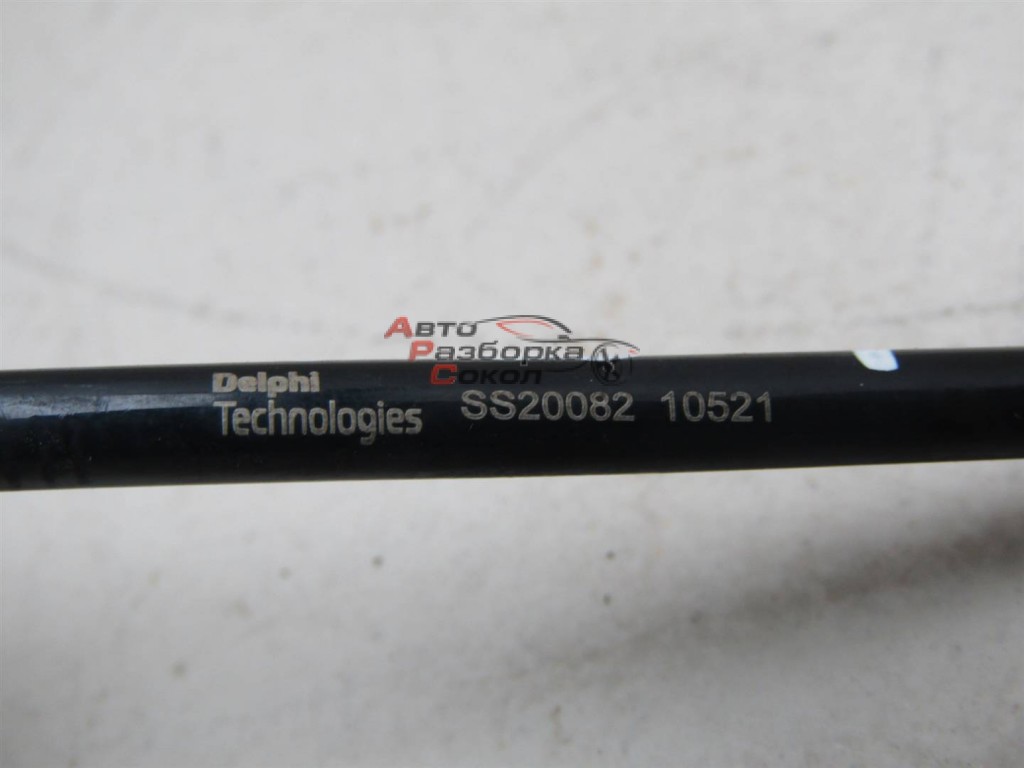 Авто
Разборка
Сокол
Delphi
Technologies
SS20082 10521